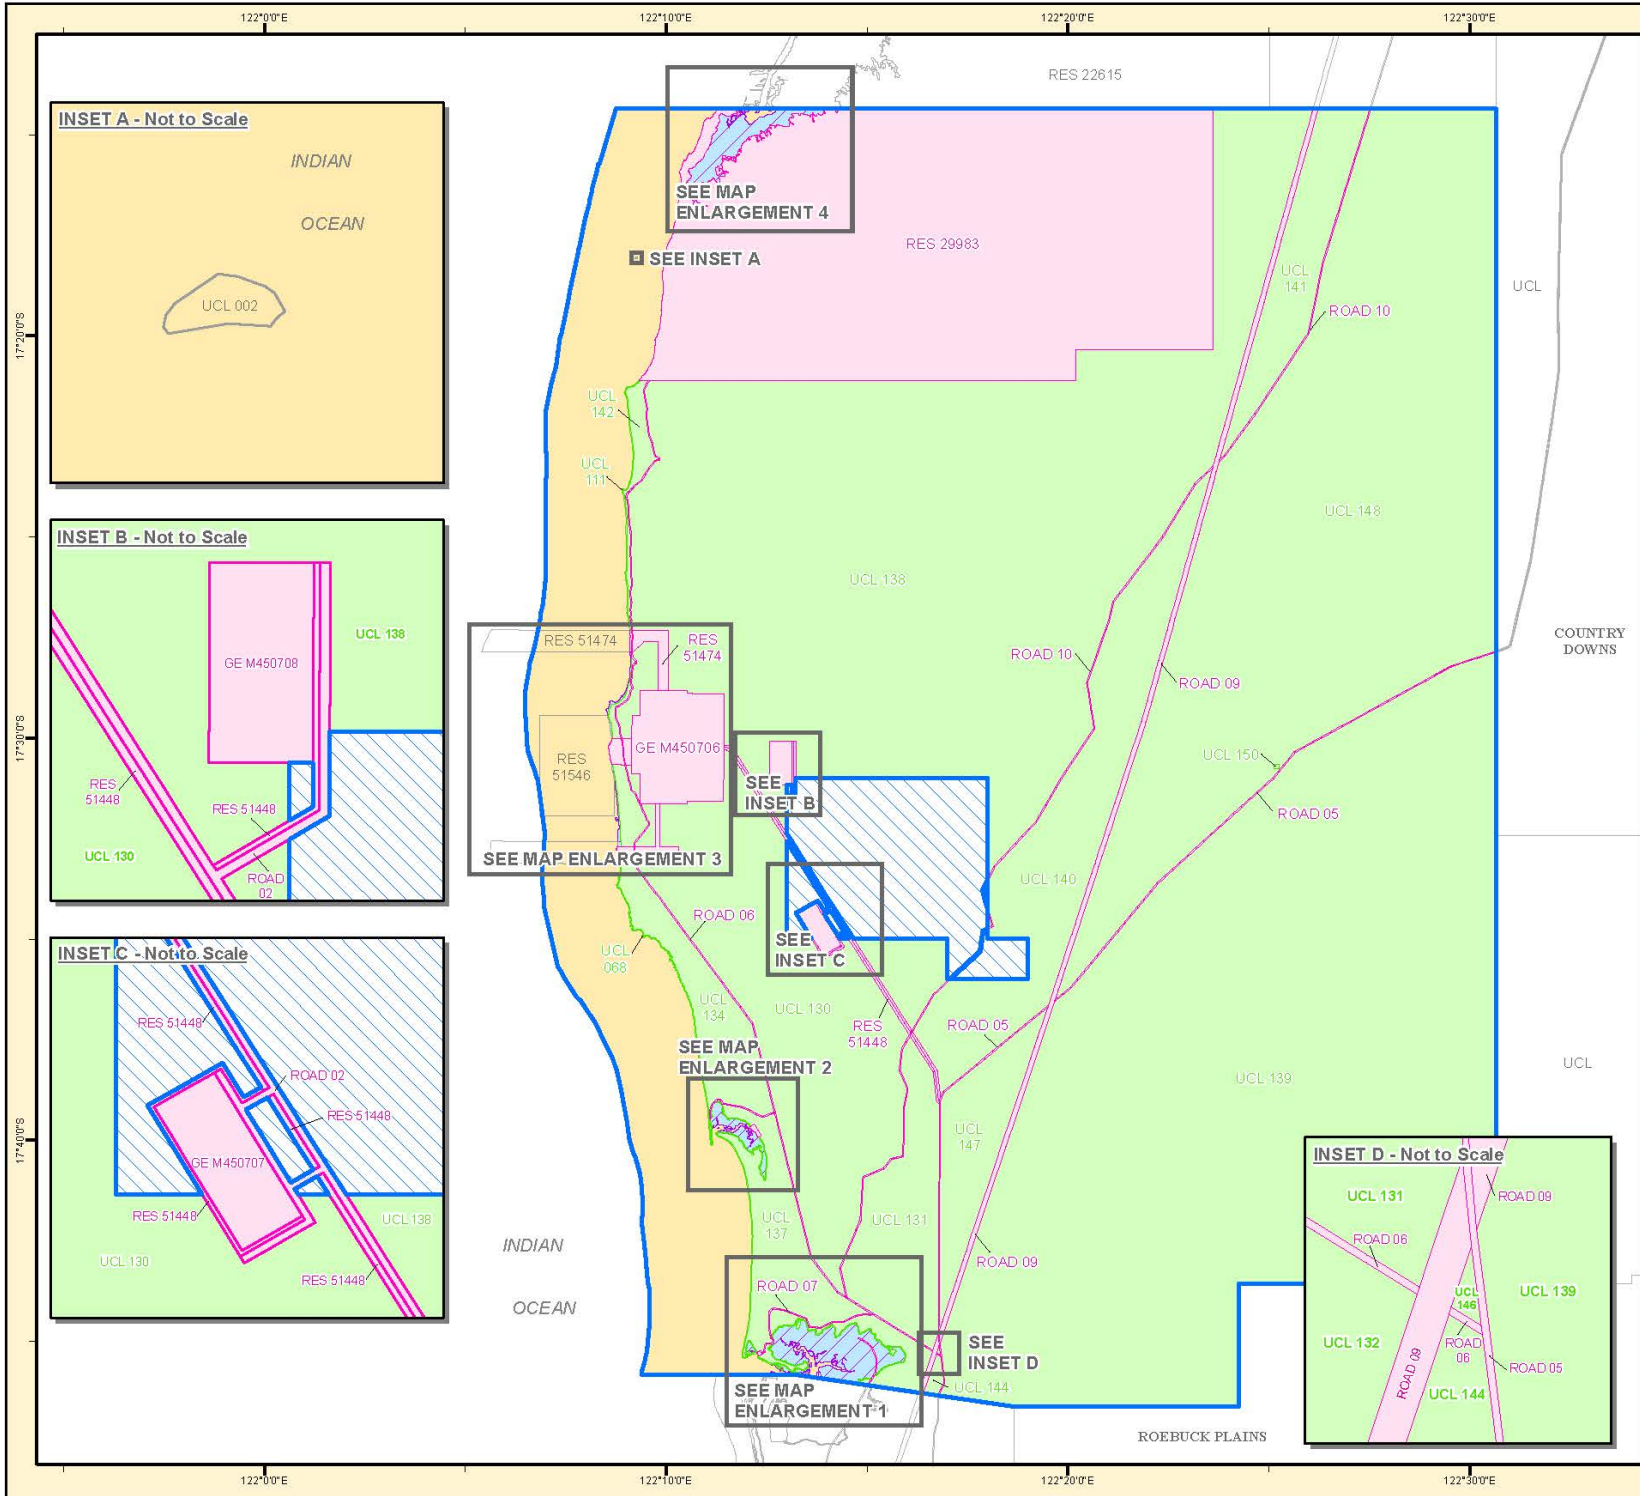 122°0'0"E
122°10'0"E
122°20'0"E
122°30'0"E
17°20'0"S
17°30'0"S
17°40'0"S
INSET A - Not to Scale
INDIAN
OCEAN
UCL 002
INSET B - Not to Scale
GE M450708
UCL 138
RES
51448
RES 51448
UCL 130
ROAD
02
INSET C - Not to Scale
RES 51448
ROAD 02
RES 51448
GE M450707
RES 51448
UCL 138
UCL 130
RES 51448
RES 22615
SEE MAP
ENLARGEMENT 4
RES 29983
SEE INSET A
UCL
141
UCL
ROAD 10
UCL
142
UCL
111
UCL 148
UCL 138
RES 51474
RES
51474
ROAD 10
COUNTRY
DOWNS
ROAD 09
GE M450706
RES
51546
UCL 150
SEE
INSET B
ROAD 05
SEE MAP ENLARGEMENT 3
UCL 140
ROAD 06
SEE
INSET C
UCL
068
UCL
134
UCL 130
RES
51448
ROAD 05
SEE MAP
ENLARGEMENT 2
UCL
UCL 139
UCL
147
UCL
137
UCL 131
INDIAN
OCEAN
ROAD 09
ROAD 07
SEE
INSET D
UCL 144
SEE MAP
ENLARGEMENT 1
ROEBUCK PLAINS
INSET D - Not to Scale
UCL 131
ROAD 09
ROAD 06
UCL
146
UCL 139
UCL 132
ROAD
06
ROAD 05
ROAD 09
UCL 144
122°0'0"E
122°10'0"E
122°20'0"E
122°30'0"E